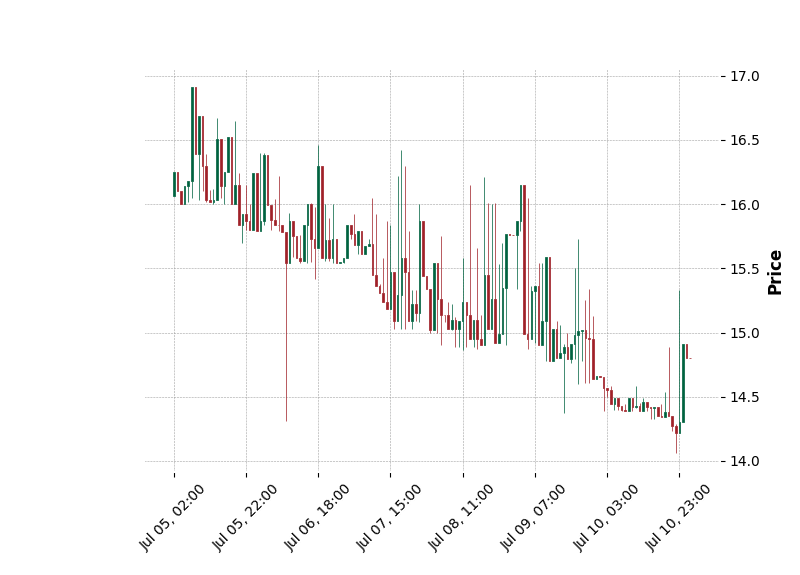 17.0
16.5
16.0
15.5
15.0
14.5
14.0
Price
Jul 05, 02:00
Jul 05, 22:00
Jul 06, 18:00
Jul 07, 15:00
Jul 08, 11:00
Jul 09, 07:00
Jul 10, 03:00
Jul 10, 23:00